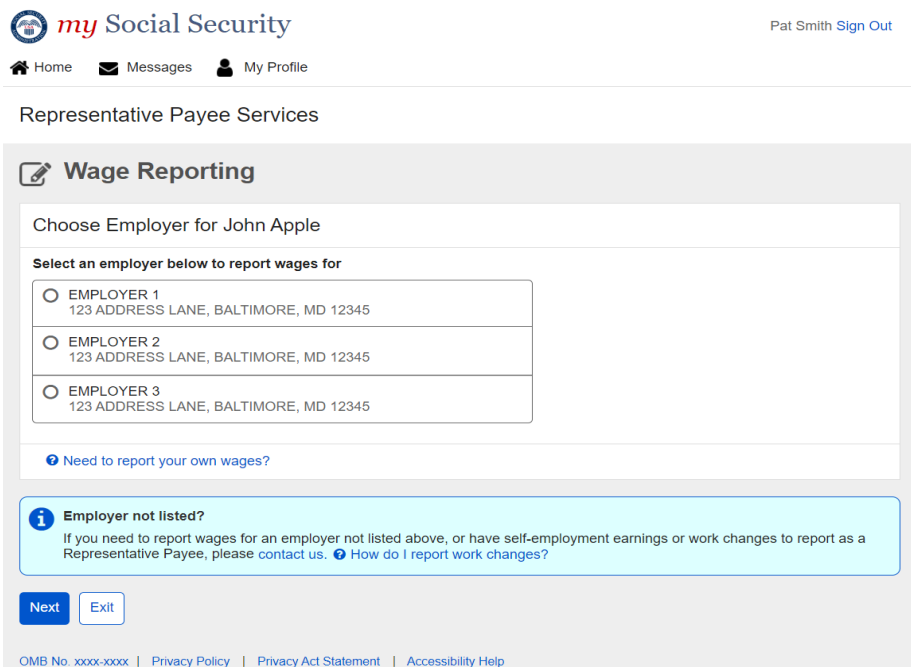 my Social Security
Pat Smith Sign Out
Home Messages My Profile
Representative Payee Services
Wage Reporting
Choose Employer for John Apple
Select an employer below to report wages for
EMPLOYER 1
123 ADDRESS LANE, BALTIMORE, MD 12345
EMPLOYER 2
123 ADDRESS LANE, BALTIMORE, MD 12345
EMPLOYER 3
123 ADDRESS LANE, BALTIMORE, MD 12345
Need to report your own wages?
Employer not listed?
If you need to report wages for an employer not listed above, or have self-employment earnings or work changes to report as a
Representative Payee, please contact us. How do I report work changes?
Next Exit
OMB No. xxxx-xxxx | Privacy Policy | Privacy Act Statement | Accessibility Help